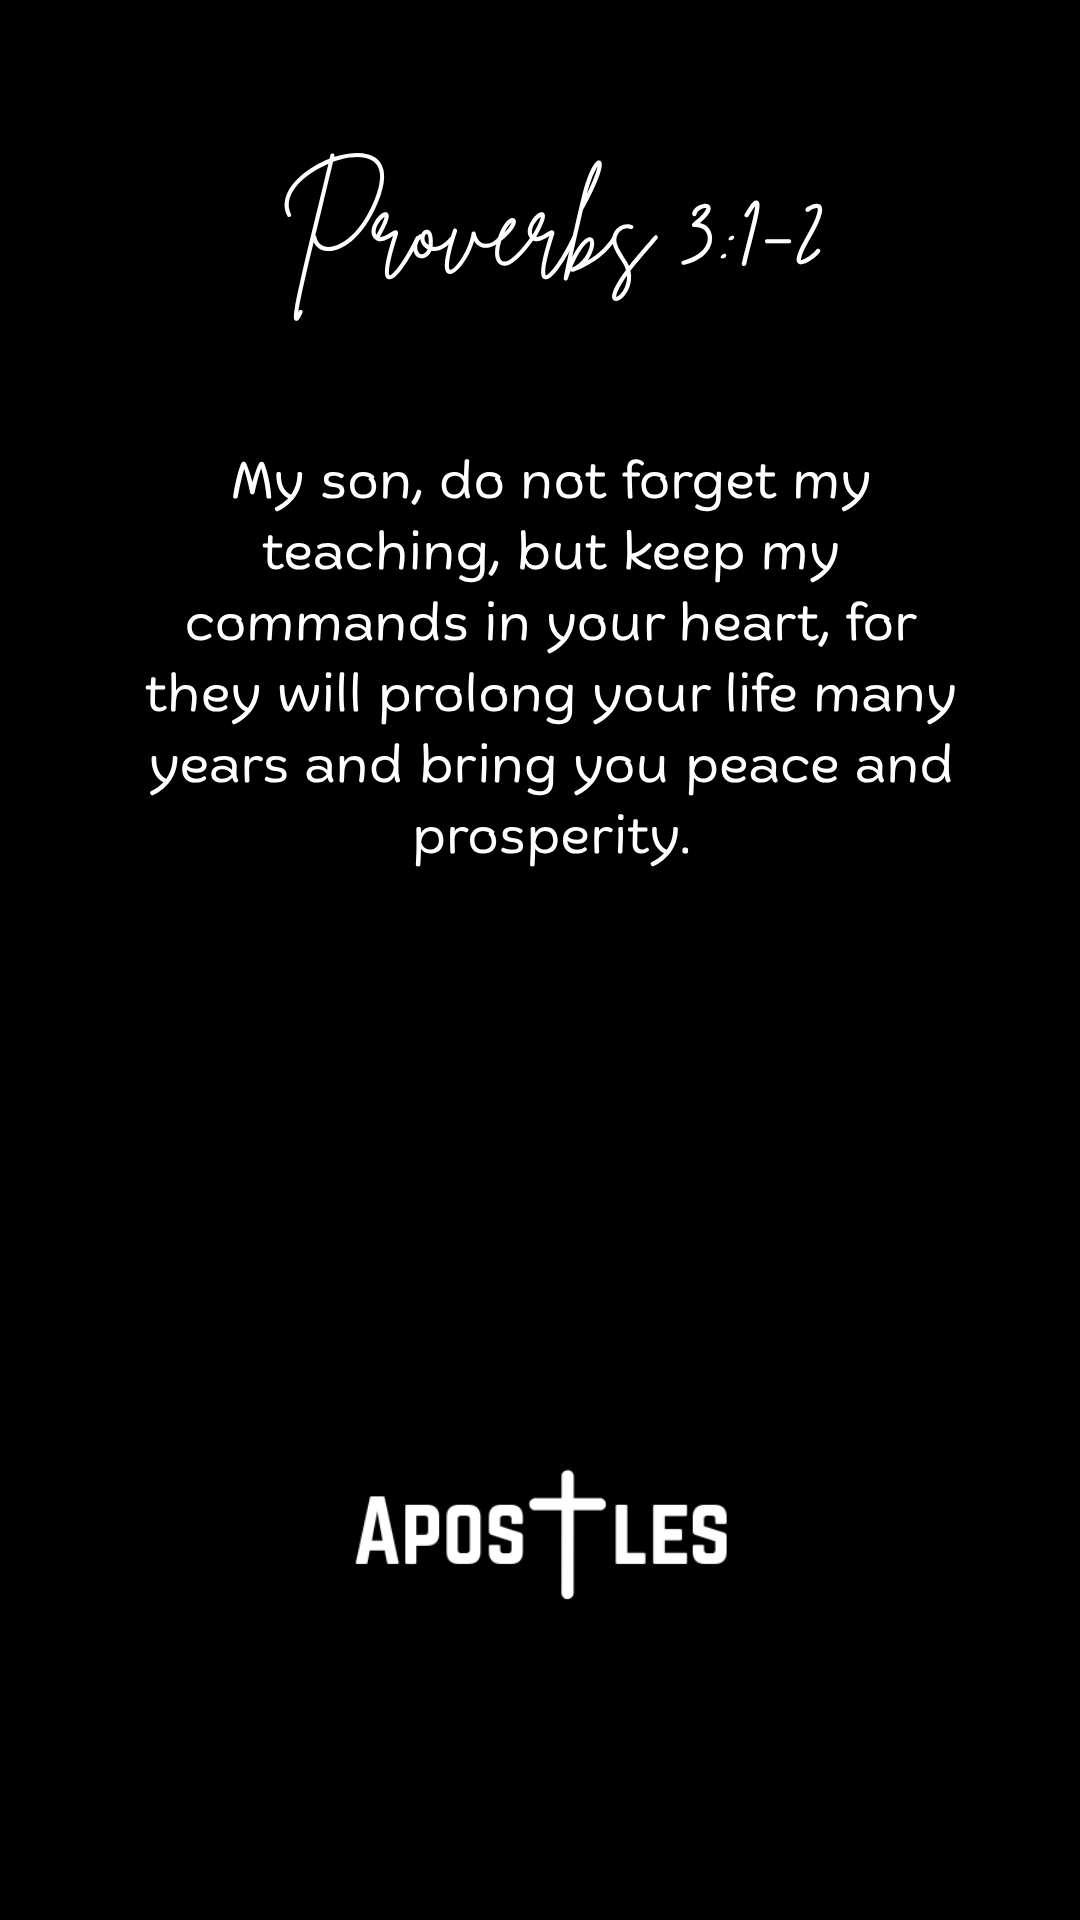 Proverbs 3:1-2
My son, do not forget my
teaching, but keep my
commands in your heart, for
they will prolong your life many
years and bring you peace and
prosperity.
APOSTLES